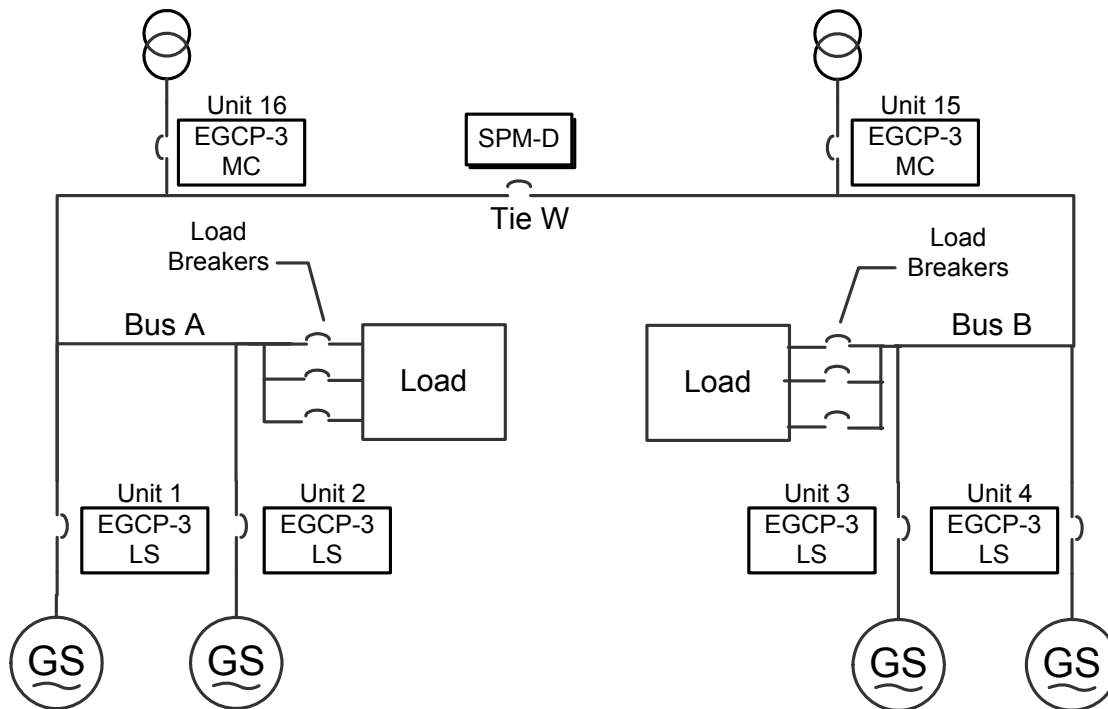 Unit 16
EGCP-3
MC
SPM-D
Unit 15
EGCP-3
MC
Tie W
Load
Breakers
Load
Breakers
Bus A
Bus B
Load
Load
Unit 1
EGCP-3
LS
Unit 2
EGCP-3
LS
Unit 3
EGCP-3
LS
Unit 4
EGCP-3
LS
GS
GS
GS
GS